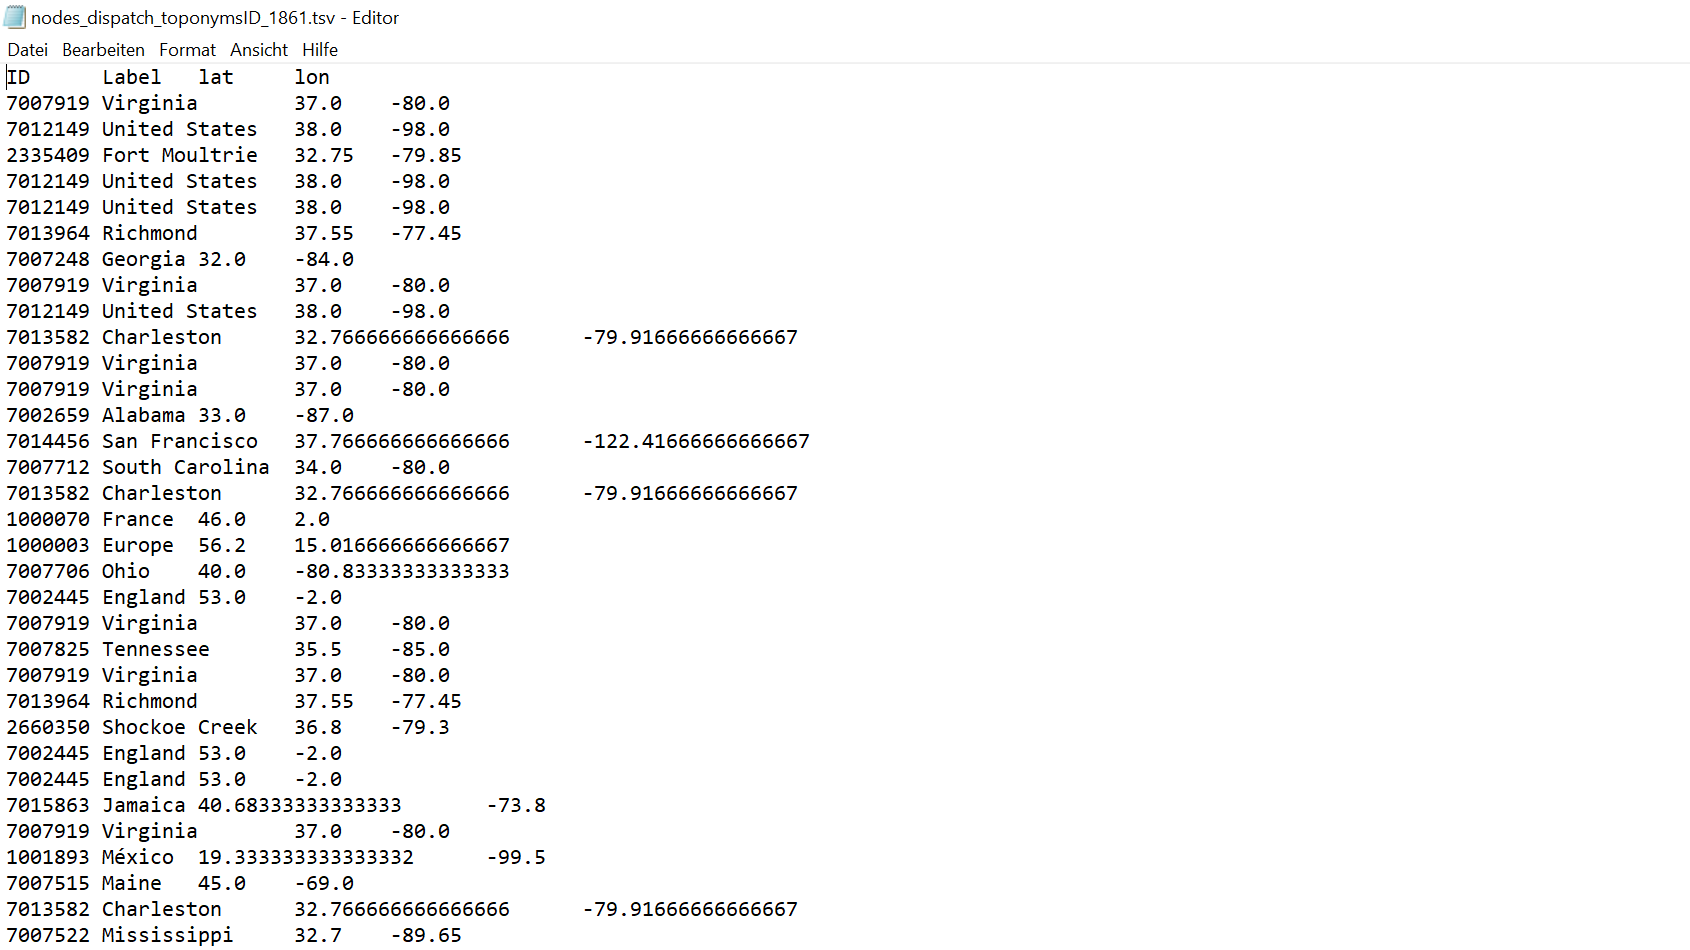 nodes_dispatch_toponymsID_1861.tsv - Editor
Datei Bearbeiten Format Ansicht Hilfe
ID Label lat lon
7007919 Virginia 37.0 -80.0
7012149 United States 38.0 -98.0
2335409 Fort Moultrie 32.75 -79.85
7012149 United States 38.0 -98.0
7012149 United States 38.0 -98.0
7013964 Richmond 37.55 -77.45
7007248 Georgia 32.0 -84.0
7007919 Virginia 37.0 -80.0
7012149 United States 38.0 -98.0
7013582 Charleston 32.766666666666666 -79.91666666666667
7007919 Virginia 37.0 -80.0
7007919 Virginia 37.0 -80.0
7002659 Alabama 33.0 -87.0
7014456 San Francisco 37.766666666666666 -122.41666666666667
7007712 South Carolina 34.0 -80.0
7013582 Charleston 32.766666666666666 -79.91666666666667
1000070 France 46.0 2.0
1000003 Europe 56.2 15.016666666666667
7007706 Ohio 40.0 -80.83333333333333
7002445 England 53.0 -2.0
7007919 Virginia 37.0 -80.0
7007825 Tennessee 35.5 -85.0
7007919 Virginia 37.0 -80.0
7013964 Richmond 37.55 -77.45
2660350 Shockoe Creek 36.8 -79.3
7002445 England 53.0 -2.0
7002445 England 53.0 -2.0
7015863 Jamaica 40.68333333333333 -73.8
7007919 Virginia 37.0 -80.0
1001893 México 19.333333333333332 -99.5
7007515 Maine 45.0 -69.0
7013582 Charleston 32.766666666666666 -79.91666666666667
7007522 Mississippi 32.7 -89.65